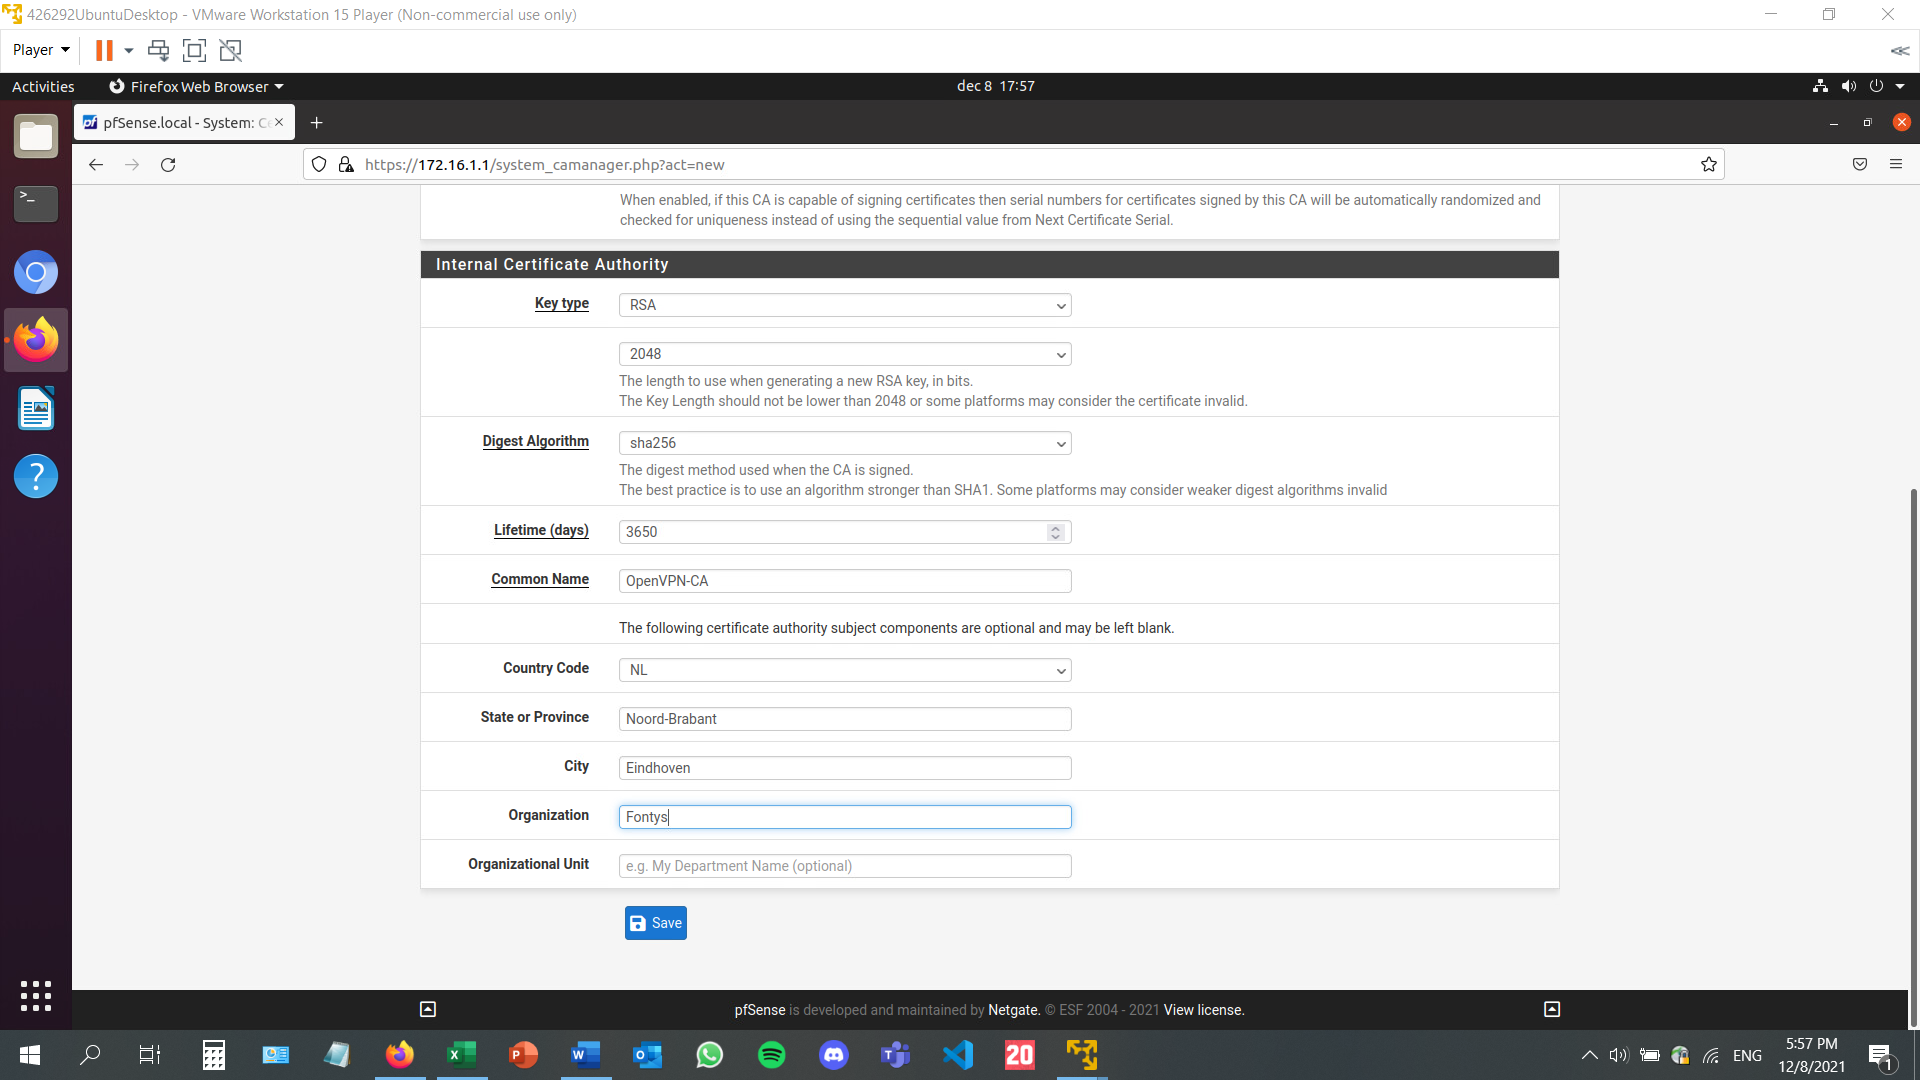 426292UbuntuDesktop - VMware Workstation 15 Player (Non-commercial use only)
Player
Activities
Firefox Web Browser
dec 8 17:57
pfSense.local - System: Ce
https://172.16.1.1/system_camanager.php?act=new
When enabled, if this CA is capable of signing certificates then serial numbers for certificates signed by this CA will be automatically randomized and
checked for uniqueness instead of using the sequential value from Next Certificate Serial.
Internal Certificate Authority
Key type
RSA
2048
The length to use when generating a new RSA key, in bits.
The Key Length should not be lower than 2048 or some platforms may consider the certificate invalid.
Digest Algorithm
sha256
The digest method used when the CA is signed.
The best practice is to use an algorithm stronger than SHA1. Some platforms may consider weaker digest algorithms invalid
Lifetime (days)
3650
Common Name
OpenVPN-CA
The following certificate authority subject components are optional and may be left blank.
Country Code
NL
State or Province
Noord-Brabant
City
Eindhoven
Organization
Fontys
Organizational Unit
e.g. My Department Name (optional)
Save
pfSense is developed and maintained by Netgate. © ESF 2004 - 2021 View license.
20
ENG
5:57 PM
12/8/2021
1